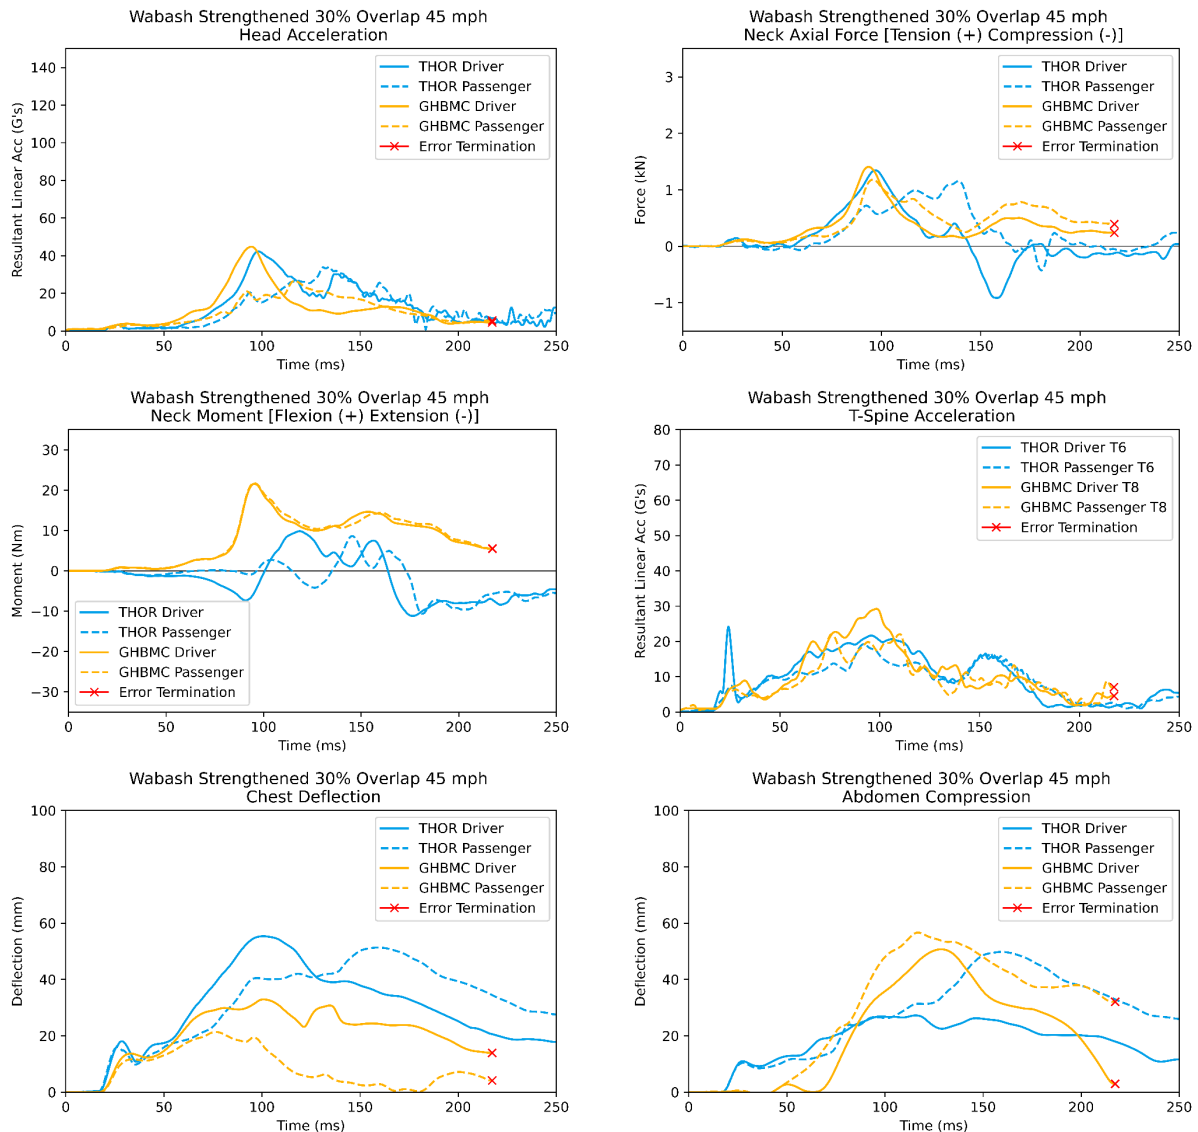 Wabash Strengthened 30% Overlap 45 mph
Head Acceleration
Resultant Linear Acc (G's)
140
120
100
80
60
40
20
0
0 50 100 150 200 250
Time (ms)
THOR Driver
THOR Passenger
GHBMC Driver
GHBMC Passenger
Error Termination
Wabash Strengthened 30% Overlap 45 mph
Neck Axial Force [Tension (+) Compression (-)]
Force (kN)
3
2
1
0
−1
0 50 100 150 200 250
Time (ms)
THOR Driver
THOR Passenger
GHBMC Driver
GHBMC Passenger
Error Termination
Wabash Strengthened 30% Overlap 45 mph
Neck Moment [Flexion (+) Extension (-)]
Moment (Nm)
30
20
10
0
−10
−20
−30
0 50 100 150 200 250
Time (ms)
THOR Driver
THOR Passenger
GHBMC Driver
GHBMC Passenger
Error Termination
Wabash Strengthened 30% Overlap 45 mph
T-Spine Acceleration
Resultant Linear Acc (G's)
80
70
60
50
40
30
20
10
0
0 50 100 150 200 250
Time (ms)
THOR Driver T6
THOR Passenger T6
GHBMC Driver T8
GHBMC Passenger T8
Error Termination
Wabash Strengthened 30% Overlap 45 mph
Chest Deflection
Deflection (mm)
100
80
60
40
20
0
0 50 100 150 200 250
Time (ms)
THOR Driver
THOR Passenger
GHBMC Driver
GHBMC Passenger
Error Termination
Wabash Strengthened 30% Overlap 45 mph
Abdomen Compression
Deflection (mm)
100
80
60
40
20
0
0 50 100 150 200 250
Time (ms)
THOR Driver
THOR Passenger
GHBMC Driver
GHBMC Passenger
Error Termination